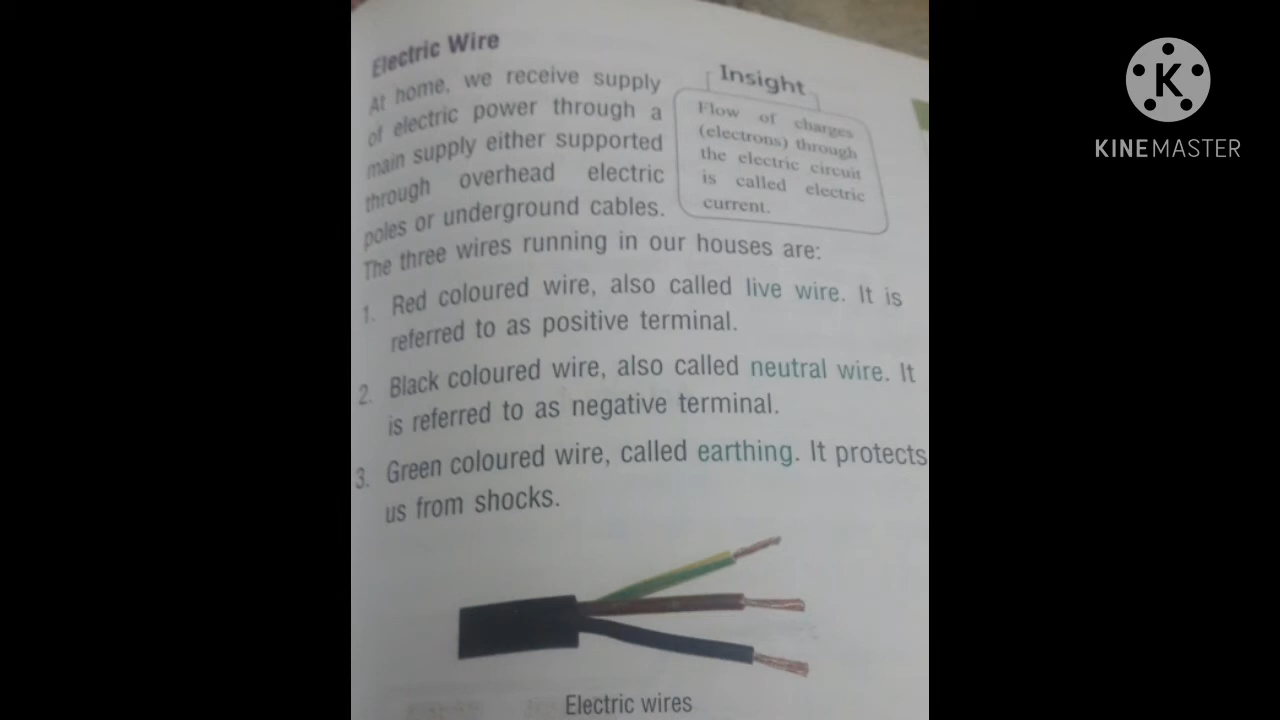 Electric Wire
At home, we receive supply
of electric power through a
main supply either supported
through overhead electric
poles or underground cables.
Insight
Flow of charges
(electrons) through
the electric circuit
is called electric
current.
The three wires running in our houses are:
1. Red coloured wire, also called live wire. It is
referred to as positive terminal.
2. Black coloured wire, also called neutral wire. It
is referred to as negative terminal.
3. Green coloured wire, called earthing. It protects
us from shocks.
Electric wires
K
KINEMASTER